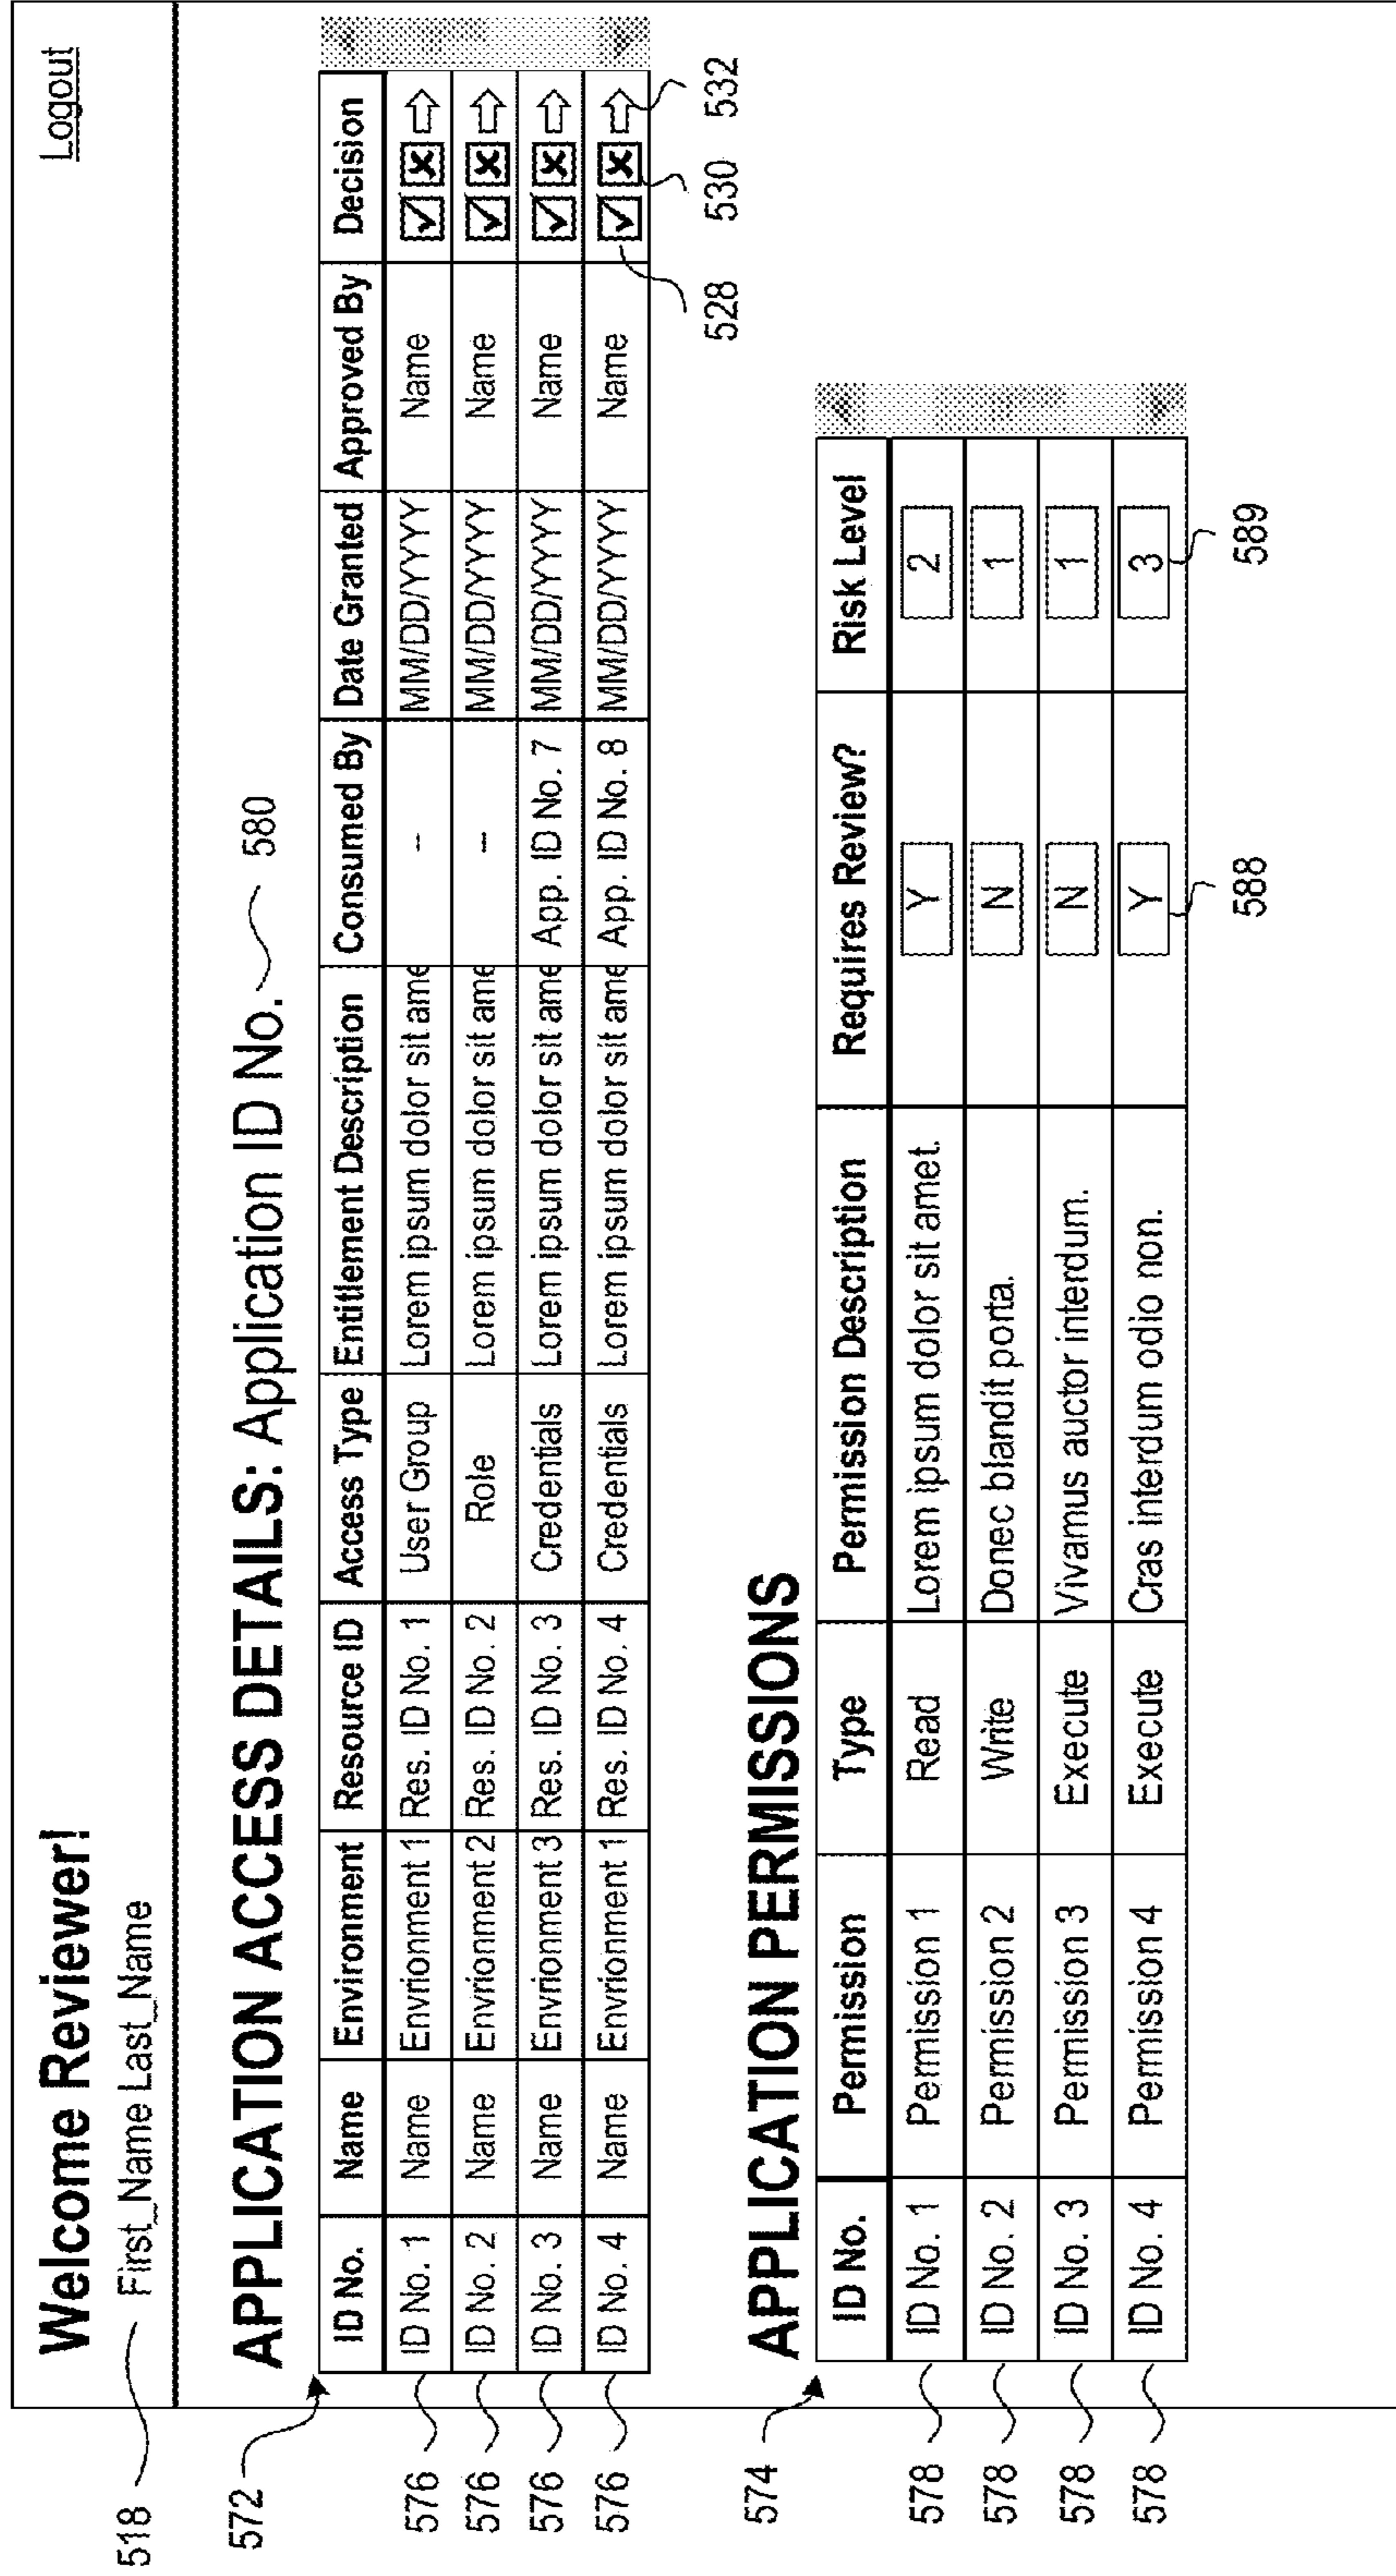 Welcome Reviewer! Logout
518 First_Name Last_Name
APPLICATION ACCESS DETAILS: Application ID No. 580
572
ID No. Name Environment Resource ID Access Type Entitlement Description Consumed By Date Granted Approved By Decision
576 ID No. 1 Name Envrionment 1 Res. ID No. 1 User Group Lorem ipsum dolor sit ame -- MM/DD/YYYY Name
576 ID No. 2 Name Envrionment 2 Res. ID No. 2 Role Lorem ipsum dolor sit ame -- MM/DD/YYYY Name
576 ID No. 3 Name Envrionment 3 Res. ID No. 3 Credentials Lorem ipsum dolor sit ame App. ID No. 7 MM/DD/YYYY Name
576 ID No. 4 Name Envrionment 1 Res. ID No. 4 Credentials Lorem ipsum dolor sit ame App. ID No. 8 MM/DD/YYYY Name
528 530 532
APPLICATION PERMISSIONS
574
ID No. Permission Type Permission Description Requires Review? Risk Level
578 ID No. 1 Permission 1 Read Lorem ipsum dolor sit amet. Y 2
578 ID No. 2 Permission 2 Write Donec blandit porta. N 1
578 ID No. 3 Permission 3 Execute Vivamus auctor interdum. N 1
578 ID No. 4 Permission 4 Execute Cras interdum odio non. Y 3
588 589